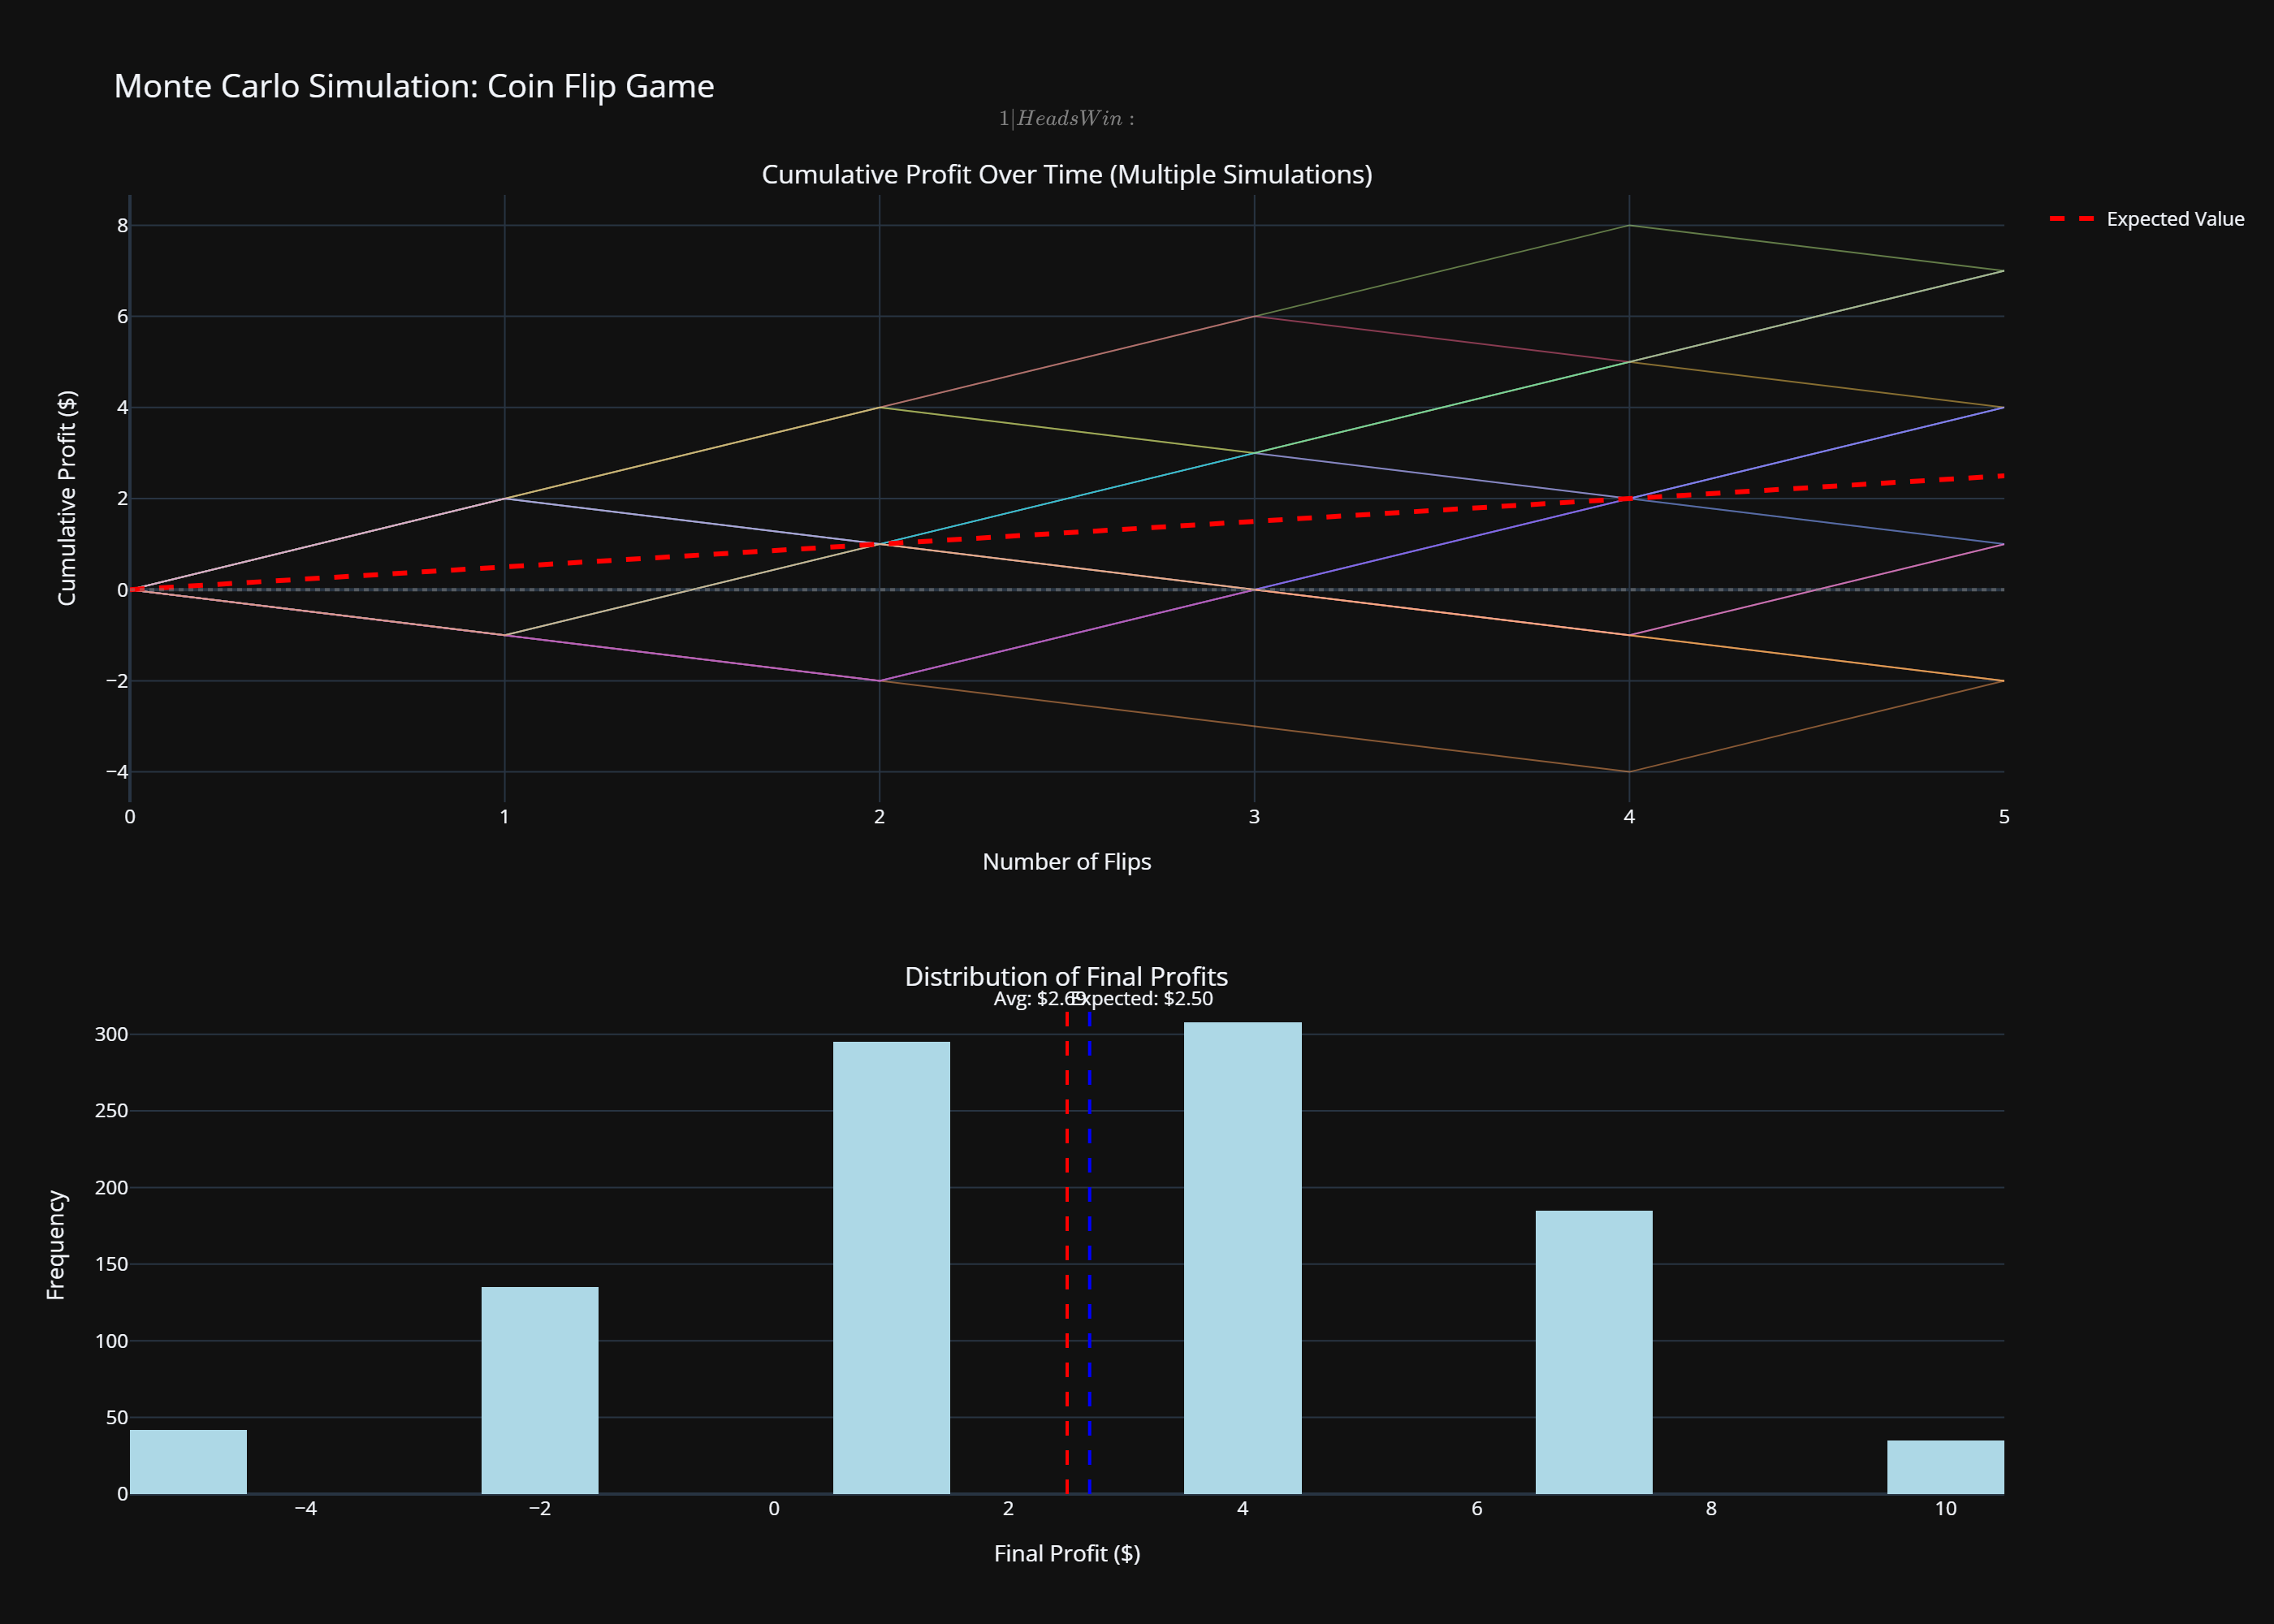 Monte Carlo Simulation: Coin Flip Game
1|HeadsWin :
Cumulative Profit Over Time (Multiple Simulations)
Expected Value
Cumulative Profit ($)
8
6
4
2
0
−2
−4
0 1 2 3 4 5
Number of Flips
Distribution of Final Profits
Avg: $2.69 Expected: $2.50
Frequency
300
250
200
150
100
50
0
−4 −2 0 2 4 6 8 10
Final Profit ($)